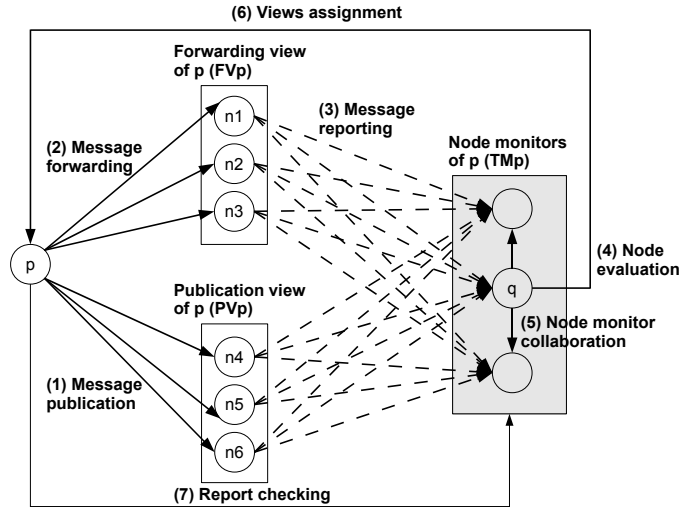 (6) Views assignment
Forwarding view
of p (FVp)
n1
(3) Message
reporting
(2) Message
forwarding
n2
Node monitors
of p (TMp)
n3
p
(4) Node
evaluation
q
Publication view
of p (PVp)
(5) Node monitor
collaboration
n4
(1) Message
publication
n5
n6
(7) Report checking